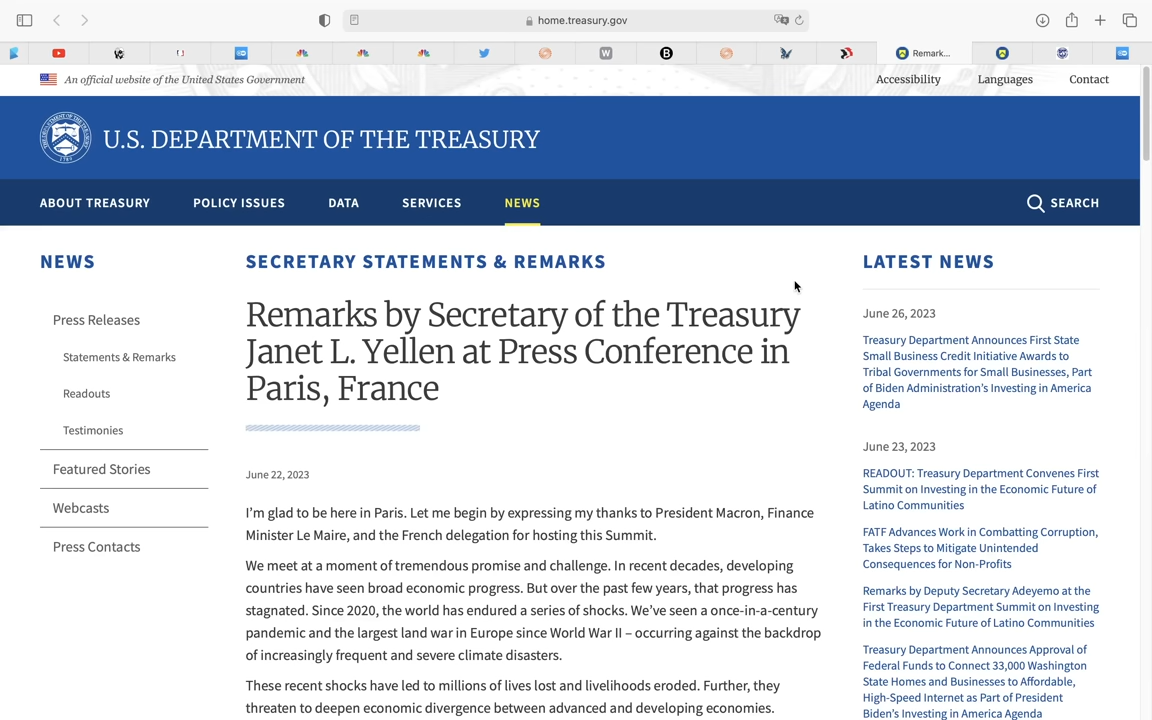 home.treasury.gov
W
B
Remark...
An official website of the United States Government
Accessibility
Languages
Contact
U.S. DEPARTMENT OF THE TREASURY
ABOUT TREASURY
POLICY ISSUES
DATA
SERVICES
NEWS
SEARCH
NEWS
Press Releases
Statements & Remarks
Readouts
Testimonies
Featured Stories
Webcasts
Press Contacts
SECRETARY STATEMENTS & REMARKS
Remarks by Secretary of the Treasury
Janet L. Yellen at Press Conference in
Paris, France
June 22, 2023
I’m glad to be here in Paris. Let me begin by expressing my thanks to President Macron, Finance
Minister Le Maire, and the French delegation for hosting this Summit.
We meet at a moment of tremendous promise and challenge. In recent decades, developing
countries have seen broad economic progress. But over the past few years, that progress has
stagnated. Since 2020, the world has endured a series of shocks. We’ve seen a once-in-a-century
pandemic and the largest land war in Europe since World War II – occurring against the backdrop
of increasingly frequent and severe climate disasters.
These recent shocks have led to millions of lives lost and livelihoods eroded. Further, they
threaten to deepen economic divergence between advanced and developing economies.
LATEST NEWS
June 26, 2023
Treasury Department Announces First State
Small Business Credit Initiative Awards to
Tribal Governments for Small Businesses, Part
of Biden Administration’s Investing in America
Agenda
June 23, 2023
READOUT: Treasury Department Convenes First
Summit on Investing in the Economic Future of
Latino Communities
FATF Advances Work in Combatting Corruption,
Takes Steps to Mitigate Unintended
Consequences for Non-Profits
Remarks by Deputy Secretary Adeyemo at the
First Treasury Department Summit on Investing
in the Economic Future of Latino Communities
Treasury Department Announces Approval of
Federal Funds to Connect 33,000 Washington
State Homes and Businesses to Affordable,
High-Speed Internet as Part of President
Biden’s Investing in America Agenda